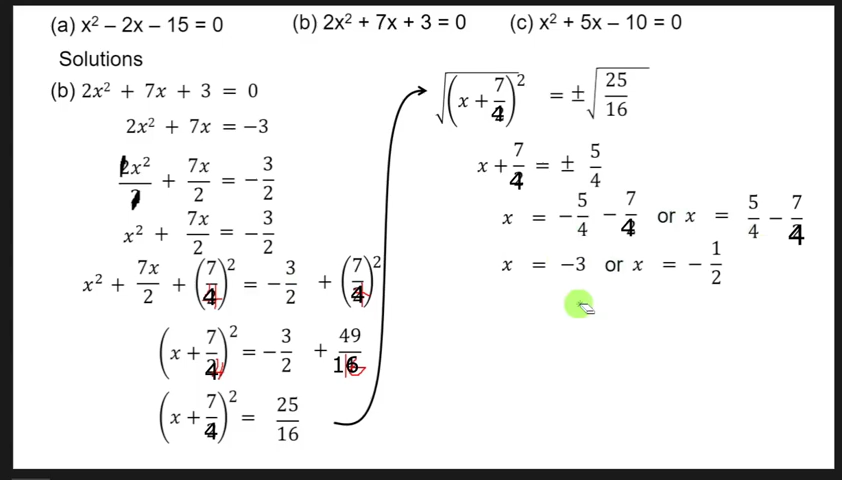 (a) x² – 2x – 15 = 0 (b) 2x² + 7x + 3 = 0 (c) x² + 5x – 10 = 0
Solutions
(b) 2x² + 7x + 3 = 0
2x² + 7x = −3
2x²/2 + 7x/2 = −3/2
x² + 7x/2 = −3/2
x² + 7x/2 + (7/4)² = −3/2 + (7/4)²
(x + 7/4)² = −3/2 + 49/16
(x + 7/4)² = 25/16
√(x + 7/4)² = ±√25/16
x + 7/4 = ± 5/4
x = −5/4 − 7/4 or x = 5/4 − 7/4
x = −3 or x = −1/2